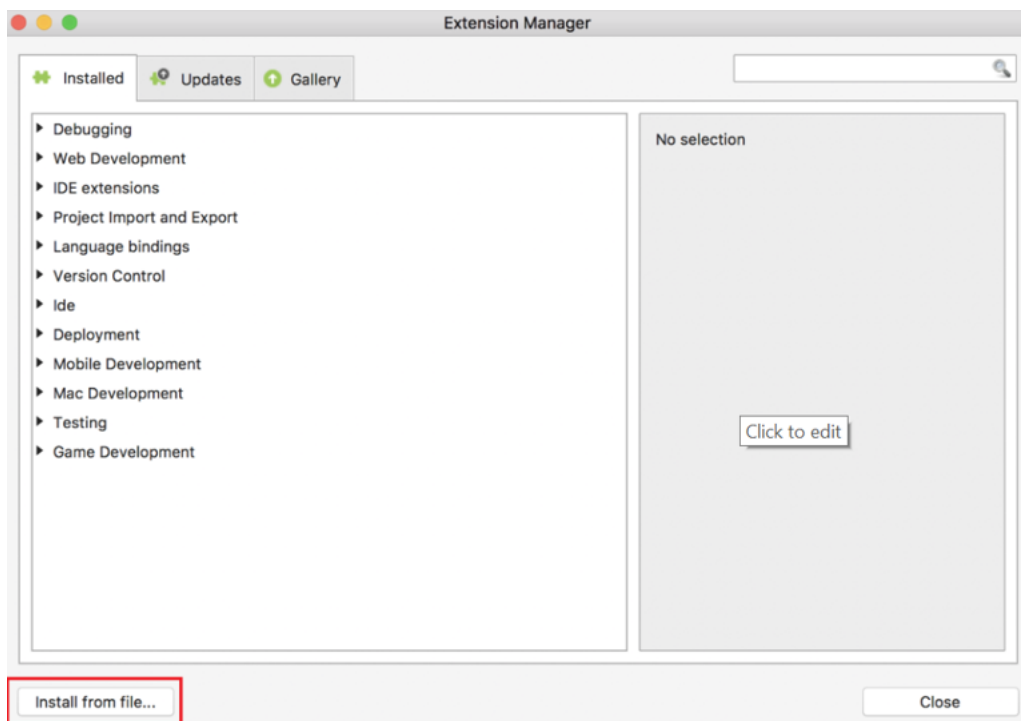 Extension Manager
Installed
Updates
Gallery
Debugging
Web Development
IDE extensions
Project Import and Export
Language bindings
Version Control
Ide
Deployment
Mobile Development
Mac Development
Testing
Game Development
No selection
Click to edit
Install from file...
Close